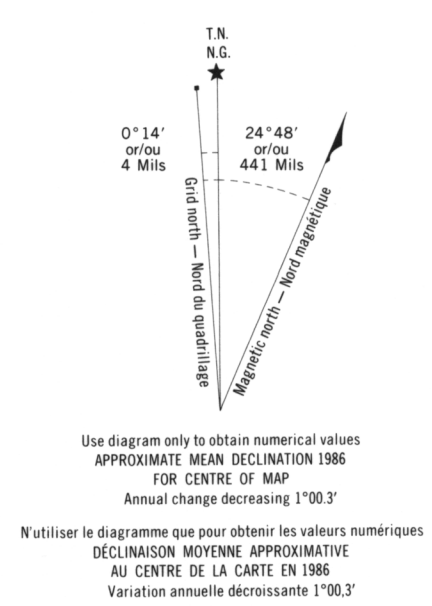 T.N.
N.G.
0°14′
or/ou
4 Mils
24°48′
or/ou
441 Mils
Grid north — Nord du quadrillage
Magnetic north — Nord magnétique
Use diagram only to obtain numerical values
APPROXIMATE MEAN DECLINATION 1986
FOR CENTRE OF MAP
Annual change decreasing 1°00.3′
N'utiliser le diagramme que pour obtenir les valeurs numériques
DÉCLINAISON MOYENNE APPROXIMATIVE
AU CENTRE DE LA CARTE EN 1986
Variation annuelle décroissante 1°00,3′